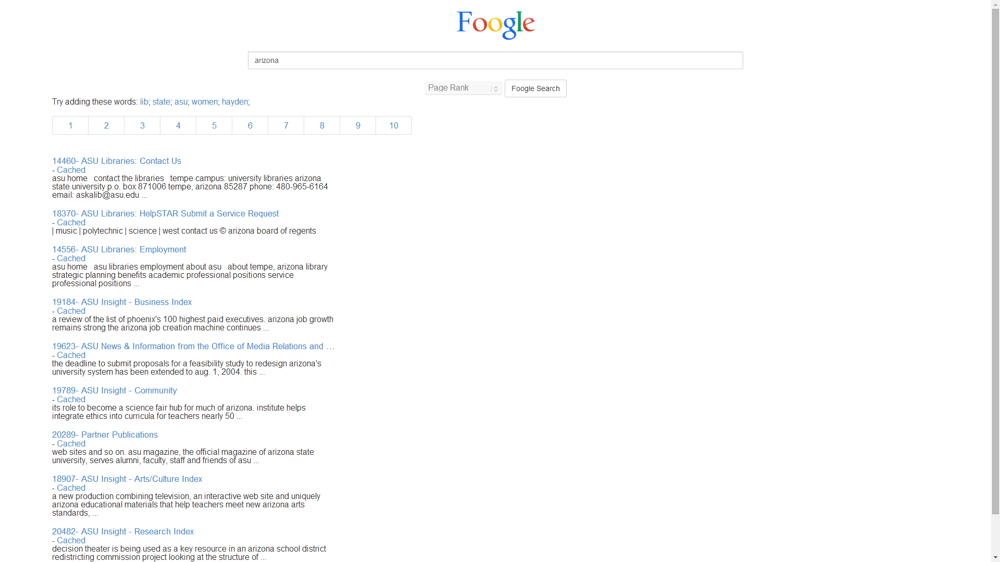 Foogle
arizona
Page Rank
Foogle Search
Try adding these words: lib; state; asu; women; hayden;
1 2 3 4 5 6 7 8 9 10
14460- ASU Libraries: Contact Us
- Cached
asu home contact the libraries tempe campus: university libraries arizona
state university p.o. box 871006 tempe, arizona 85287 phone: 480-965-6164
email: askalib@asu.edu ...
18370- ASU Libraries: HelpSTAR Submit a Service Request
- Cached
| music | polytechnic | science | west contact us © arizona board of regents
14556- ASU Libraries: Employment
- Cached
asu home asu libraries employment about asu about tempe, arizona library
strategic planning benefits academic professional positions service
professional positions ...
19184- ASU Insight - Business Index
- Cached
a review of the list of phoenix's 100 highest paid executives. arizona job growth
remains strong the arizona job creation machine continues ...
19623- ASU News & Information from the Office of Media Relations and ...
- Cached
the deadline to submit proposals for a feasibility study to redesign arizona's
university system has been extended to aug. 1, 2004. this ...
19789- ASU Insight - Community
- Cached
its role to become a science fair hub for much of arizona. institute helps
integrate ethics into curricula for teachers nearly 50 ...
20289- Partner Publications
- Cached
web sites and so on. asu magazine, the official magazine of arizona state
university, serves alumni, faculty, staff and friends of asu ...
18907- ASU Insight - Arts/Culture Index
- Cached
a new production combining television, an interactive web site and uniquely
arizona educational materials that help teachers meet new arizona arts
standards, ...
20482- ASU Insight - Research Index
- Cached
decision theater is being used as a key resource in an arizona school district
redistricting commission project looking at the structure of ...